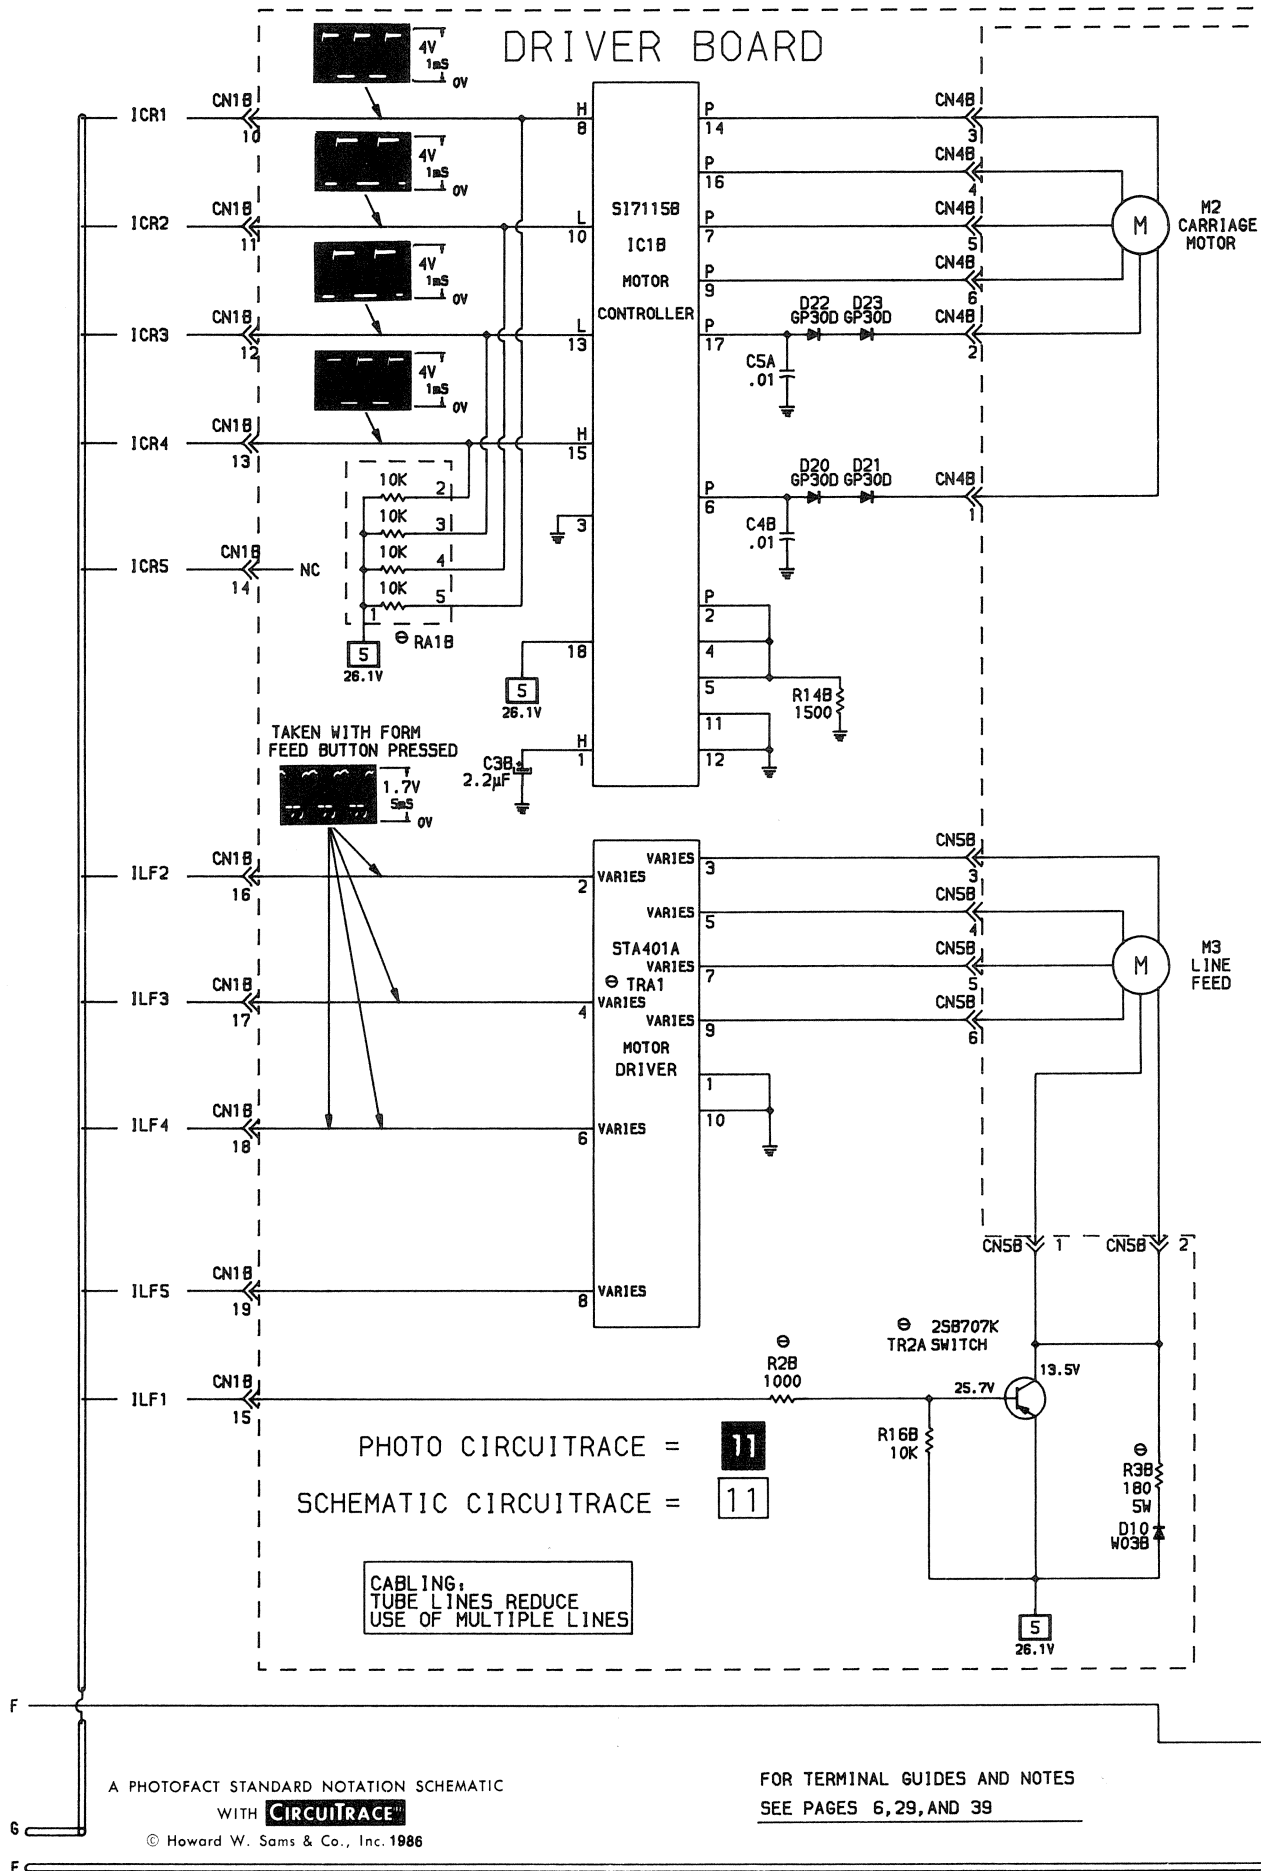 DRIVER BOARD
4V
1mS
0V
ICR1
CN1B
10
H
8
P
14
CN4B
3
4V
1mS
0V
P
16
CN4B
4
ICR2
CN1B
11
L
10
SI7115B
IC1B
MOTOR
CONTROLLER
P
7
CN4B
5
M
M2
CARRIAGE
MOTOR
4V
1mS
0V
P
9
CN4B
6
ICR3
CN1B
12
L
13
P
17
D22
GP30D
D23
GP30D
CN4B
2
C5A
.01
4V
1mS
0V
ICR4
CN1B
13
H
15
10K
2
10K
3
10K
4
10K
5
1
RA1B
5
26.1V
P
6
D20
GP30D
D21
GP30D
CN4B
1
C4B
.01
3
ICR5
CN1B
14
NC
P
2
4
5
R14B
1500
11
12
18
5
26.1V
H
1
C3B
+
2.2µF
TAKEN WITH FORM
FEED BUTTON PRESSED
1.7V
5mS
0V
ILF2
CN1B
16
2
VARIES
VARIES
3
CN5B
3
VARIES
5
CN5B
4
STA401A
VARIES
7
CN5B
5
M
M3
LINE
FEED
TRA1
ILF3
CN1B
17
4
VARIES
VARIES
9
CN5B
6
MOTOR
DRIVER
1
10
ILF4
CN1B
18
6
VARIES
CN5B
1
CN5B
2
ILF5
CN1B
19
8
VARIES
2SB707K
TR2A SWITCH
R2B
1000
13.5V
25.7V
ILF1
CN1B
15
R16B
10K
R3B
180
5W
D10
W03B
PHOTO CIRCUITRACE =
11
SCHEMATIC CIRCUITRACE =
11
CABLING:
TUBE LINES REDUCE
USE OF MULTIPLE LINES
5
26.1V
F
A PHOTOFACT STANDARD NOTATION SCHEMATIC
WITH CIRCUITRACE
© Howard W. Sams & Co., Inc. 1986
FOR TERMINAL GUIDES AND NOTES
SEE PAGES 6,29,AND 39
G